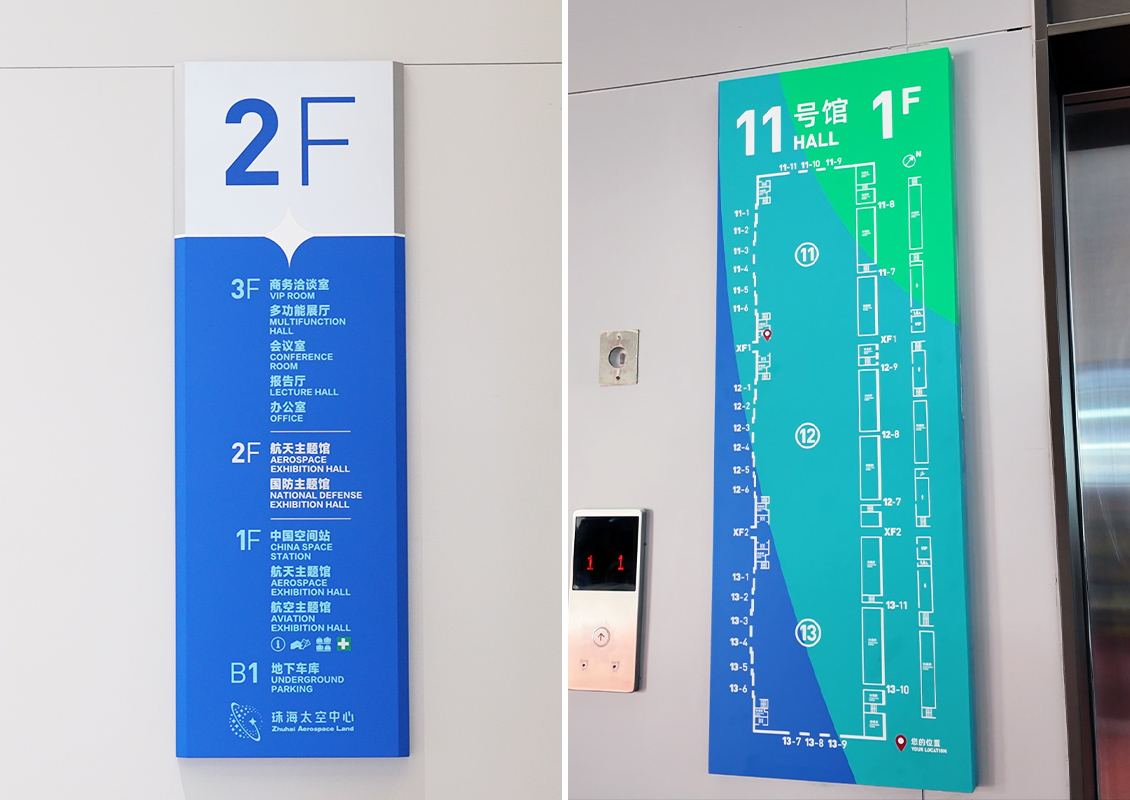 2F
3F 商务洽谈室
VIP ROOM
多功能展厅
MULTIFUNCTION
HALL
会议室
CONFERENCE
ROOM
报告厅
LECTURE HALL
办公室
OFFICE
2F 航天主题馆
AEROSPACE
EXHIBITION HALL
国防主题馆
NATIONAL DEFENSE
EXHIBITION HALL
1F 中国空间站
CHINA SPACE
STATION
航天主题馆
AEROSPACE
EXHIBITION HALL
航空主题馆
AVIATION
EXHIBITION HALL
B1 地下车库
UNDERGROUND
PARKING
珠海太空中心
Zhuhai Aerospace Land
11 号馆 1F
HALL
N
11-11 11-10 11-9
11-1
11-2
11-3
11-4
11-5
11-6
XF1
12-1
12-2
12-3
12-4
12-5
12-6
XF2
13-1
13-2
13-3
13-4
13-5
13-6
11
12
13
11-8
11-7
XF1
12-9
12-8
12-7
XF2
13-11
13-10
13-7 13-8 13-9
您的位置
YOUR LOCATION
1 1